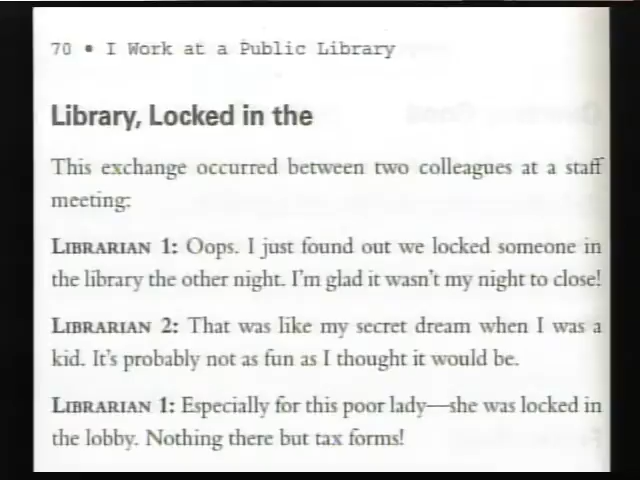 70 • I Work at a Public Library
Library, Locked in the
This exchange occurred between two colleagues at a staff
meeting:
LIBRARIAN 1: Oops. I just found out we locked someone in
the library the other night. I'm glad it wasn't my night to close!
LIBRARIAN 2: That was like my secret dream when I was a
kid. It's probably not as fun as I thought it would be.
LIBRARIAN 1: Especially for this poor lady—she was locked in
the lobby. Nothing there but tax forms!